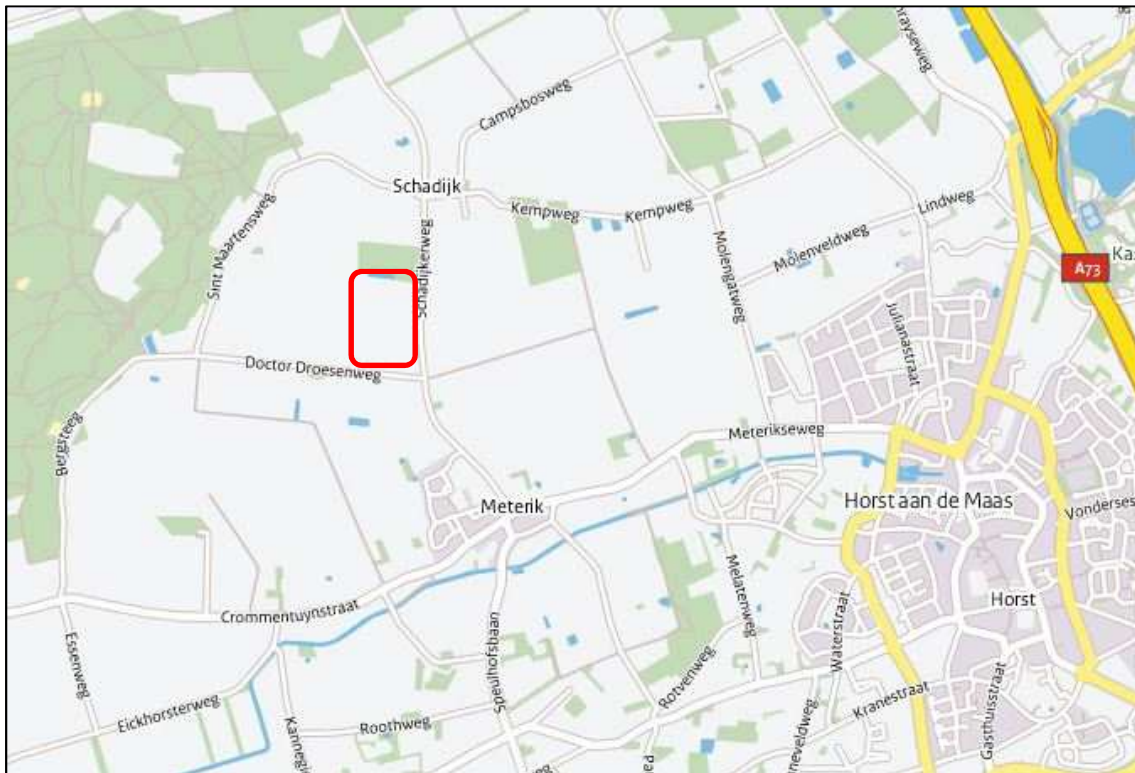 Campsbosweg
Schadijk
Kempweg
Kempweg
Lindweg
Molenveldweg
Sint Maartensweg
Schadijkerweg
Molengatweg
A73
Julianastraat
Doctor Droesenweg
Bergsteeg
Meterikseweg
Meterik
Horst aan de Maas
Crommentuynstraat
Horst
Melatenweg
Waterstraat
Essenweg
Speulhofsbaan
Rotvenweg
Kranestraat
Gasthuisstraat
Eickhorsterweg
Roothweg